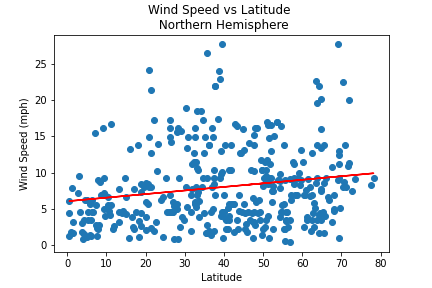 Wind Speed vs Latitude
Northern Hemisphere
Wind Speed (mph)
25
20
15
10
5
0
0 10 20 30 40 50 60 70 80
Latitude